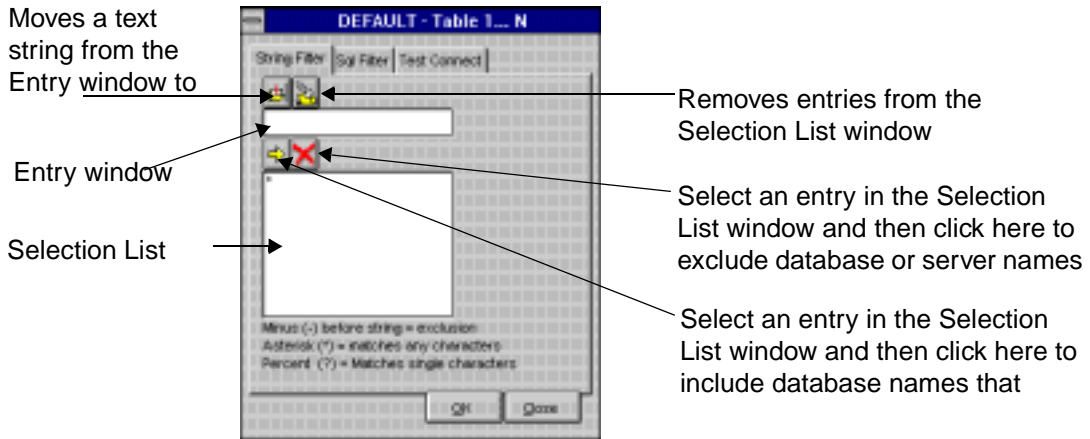 Moves a text
string from the
Entry window to
Entry window
Selection List
DEFAULT - Table 1... N
String Filter
Sql Filter
Test Connect
*
Minus (-) before string = exclusion
Asterisk (*) = matches any characters
Percent (?) = Matches single characters
OK
Close
Removes entries from the
Selection List window
Select an entry in the Selection
List window and then click here to
exclude database or server names
Select an entry in the Selection
List window and then click here to
include database names that